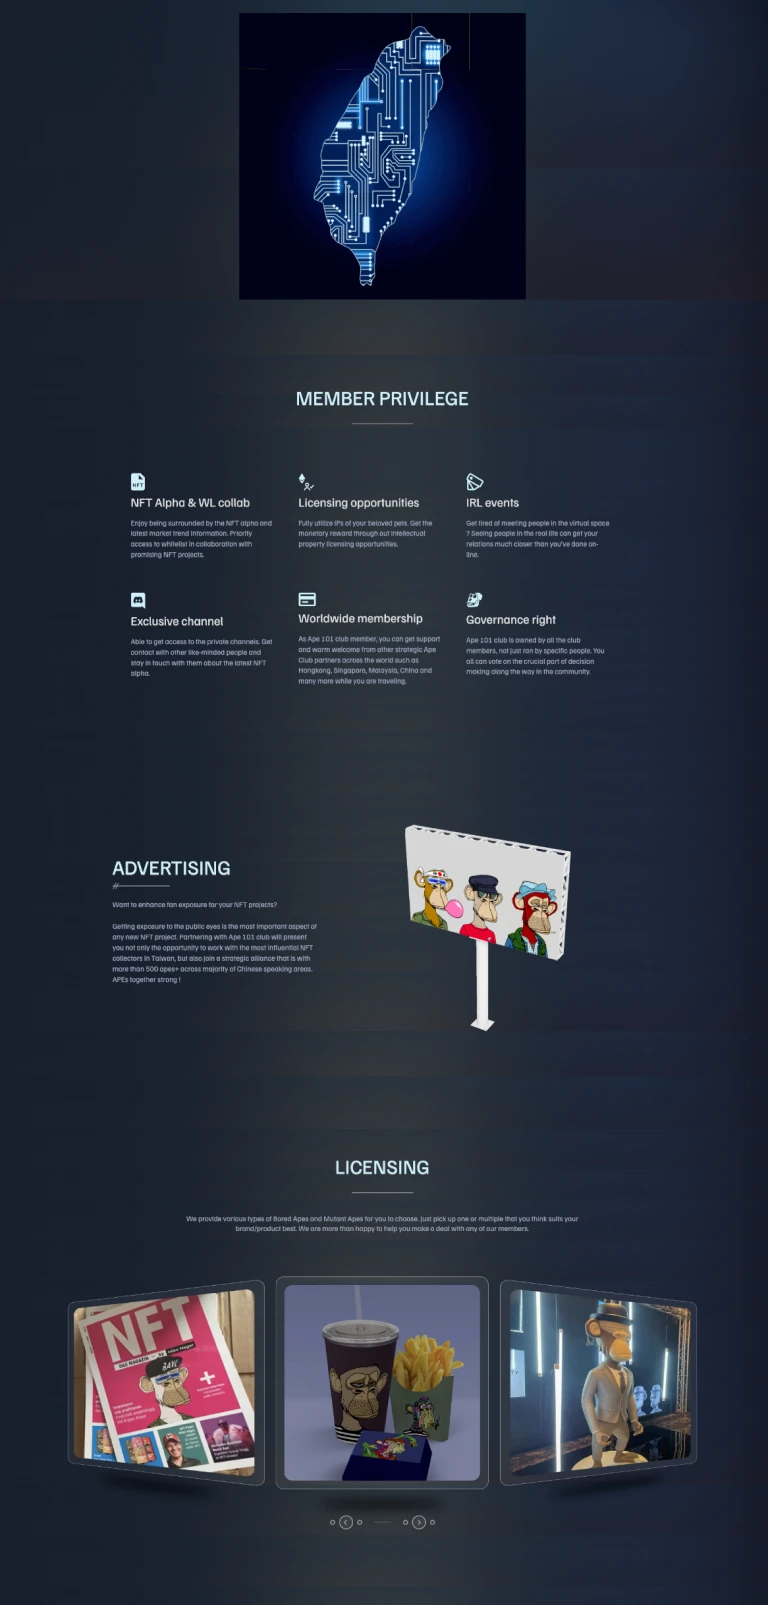 MEMBER PRIVILEGE
NFT Alpha & WL collab
Enjoy being surrounded by the NFT alpha and
latest market trend information. Priority
access to whitelist in collaboration with
promising NFT projects.
Licensing opportunities
Fully utilize IPs of your beloved pets. Get the
monetary reward through out intellectual
property licensing opportunities.
IRL events
Get tired of meeting people in the virtual space
? Seeing people in the real life can get your
relations much closer than you've done on-
line.
Exclusive channel
Able to get access to the private channels. Get
contact with other like-minded people and
stay in touch with them about the latest NFT
alpha.
Worldwide membership
As Ape 101 club member, you can get support
and warm welcome from other strategic Ape
Club partners across the world such as
Hongkong, Singapore, Malaysia, China and
many more while you are traveling.
Governance right
Ape 101 club is owned by all the club
members, not just ran by specific people. You
all can vote on the crucial part of decision
making along the way in the community.
ADVERTISING
Want to enhance fan exposure for your NFT projects?
Getting exposure to the public eyes is the most important aspect of
any new NFT project. Partnering with Ape 101 club will present
you not only the opportunity to work with the most influential NFT
collectors in Taiwan, but also join a strategic alliance that is with
more than 500 apes+ across majority of Chinese speaking areas.
APEs together strong !
LICENSING
We provide various types of Bored Apes and Mutant Apes for you to choose. Just pick up one or multiple that you think suits your
brand/product best. We are more than happy to help you make a deal with any of our members.
NFT
DAS MAGAZIN
BAYC